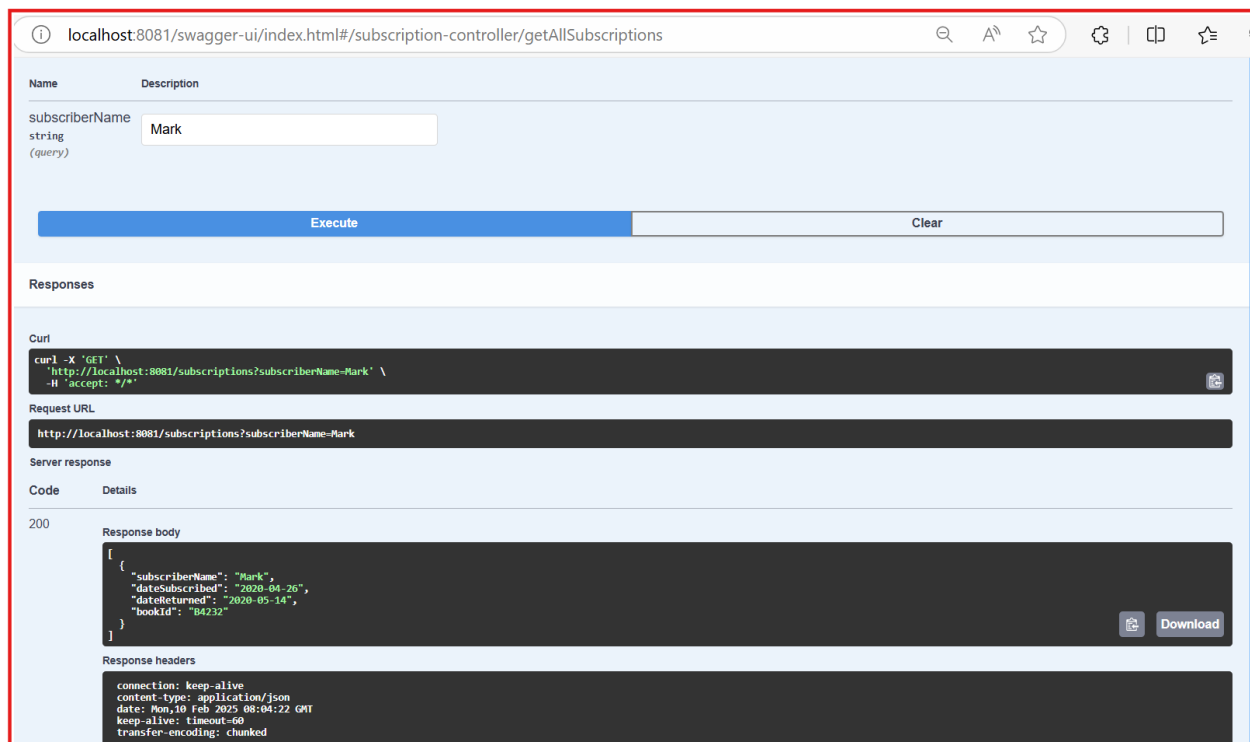 localhost:8081/swagger-ui/index.html#/subscription-controller/getAllSubscriptions
Name Description
subscriberName
string
(query)
Mark
Execute Clear
Responses
Curl
curl -X 'GET' \
'http://localhost:8081/subscriptions?subscriberName=Mark' \
-H 'accept: */*'
Request URL
http://localhost:8081/subscriptions?subscriberName=Mark
Server response
Code Details
200
Response body
[
{
"subscriberName": "Mark",
"dateSubscribed": "2020-04-26",
"dateReturned": "2020-05-14",
"bookId": "B4232"
}
]
Download
Response headers
connection: keep-alive
content-type: application/json
date: Mon,10 Feb 2025 08:04:22 GMT
keep-alive: timeout=60
transfer-encoding: chunked